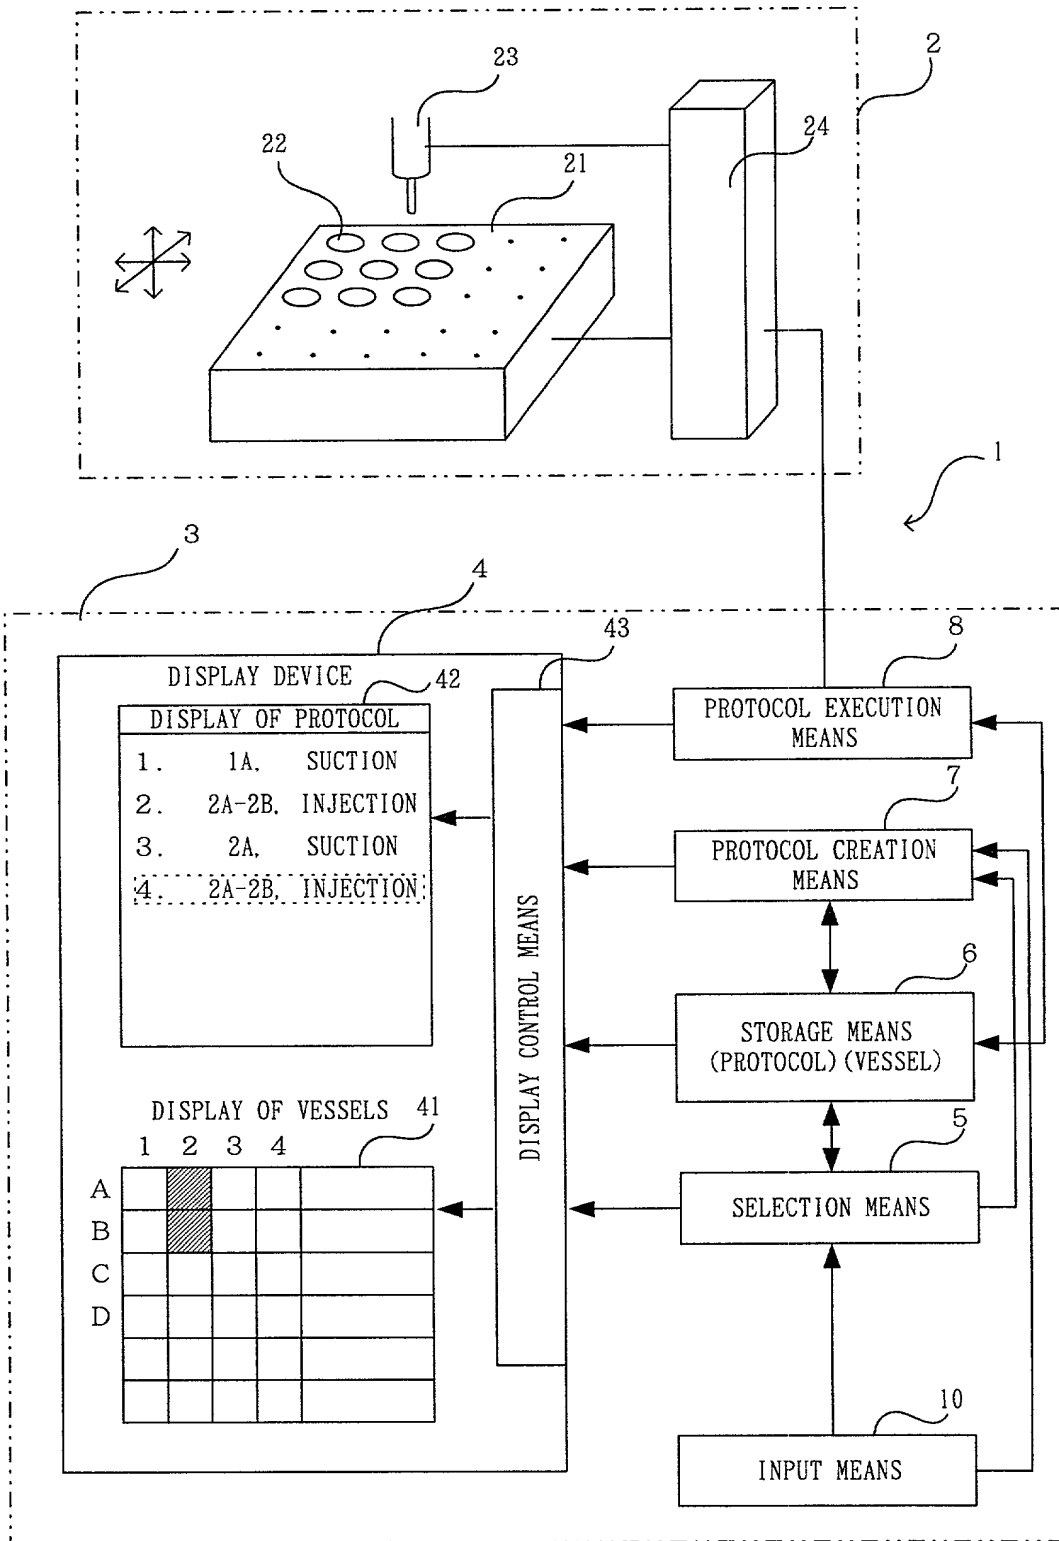 2
23
24
22
21
1
3
4
43
8
DISPLAY DEVICE
42
PROTOCOL EXECUTION
MEANS
DISPLAY OF PROTOCOL
1. 1A, SUCTION
2. 2A-2B, INJECTION
3. 2A, SUCTION
4. 2A-2B, INJECTION
7
PROTOCOL CREATION
MEANS
DISPLAY CONTROL MEANS
6
STORAGE MEANS
(PROTOCOL)(VESSEL)
DISPLAY OF VESSELS
41
1 2 3 4
A
B
C
D
5
SELECTION MEANS
10
INPUT MEANS